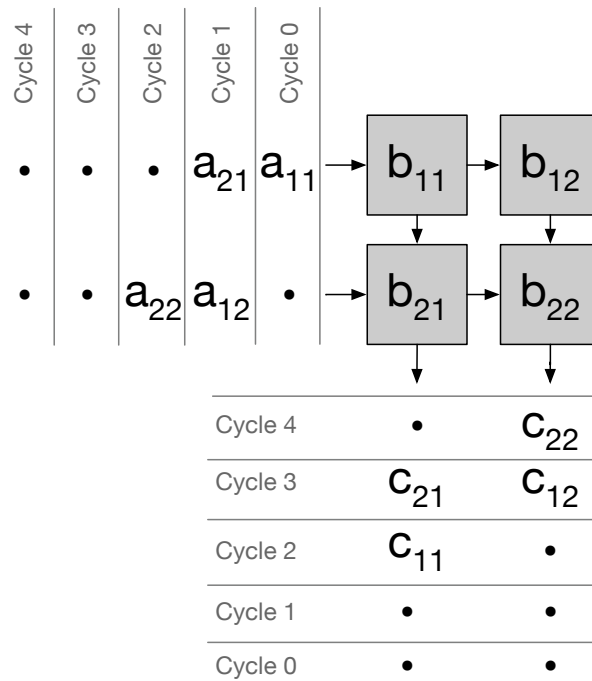 Cycle 4 Cycle 3 Cycle 2 Cycle 1 Cycle 0
• • • a₂₁ a₁₁ b₁₁ b₁₂
• • a₂₂ a₁₂ • b₂₁ b₂₂
Cycle 4 • c₂₂
Cycle 3 c₂₁ c₁₂
Cycle 2 c₁₁ •
Cycle 1 • •
Cycle 0 • •